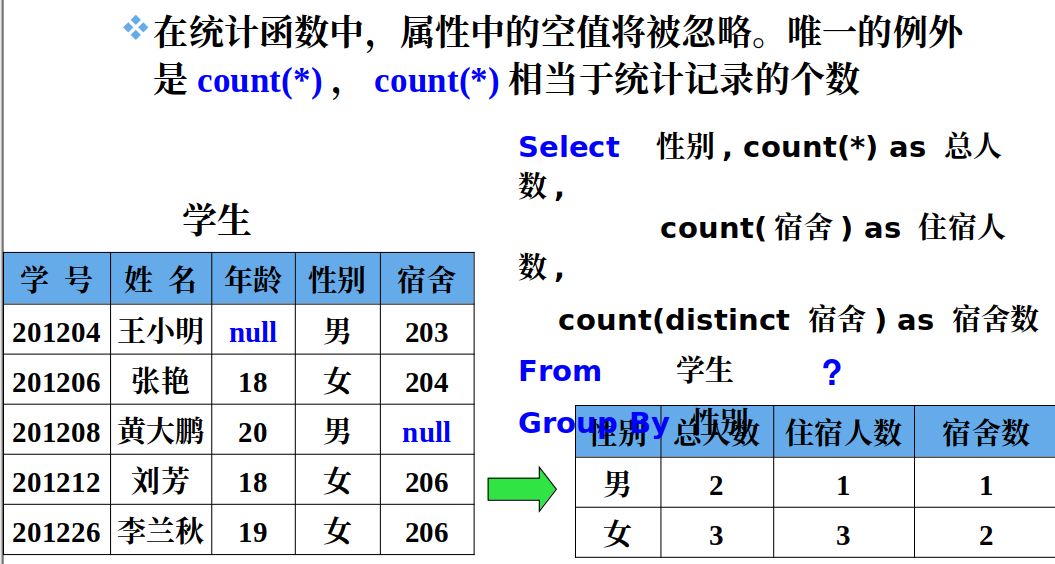 在统计函数中，属性中的空值将被忽略。唯一的例外
是 count(*) ， count(*) 相当于统计记录的个数
Select 性别 , count(*) as 总人
数 ,
count( 宿舍 ) as 住宿人
数 ,
count(distinct 宿舍 ) as 宿舍数
From 学生 ?
Group By 性别
学生
学 号 姓 名 年龄 性别 宿舍
201204 王小明 null 男 203
201206 张艳 18 女 204
201208 黄大鹏 20 男 null
201212 刘芳 18 女 206
201226 李兰秋 19 女 206
性别 总人数 住宿人数 宿舍数
男 2 1 1
女 3 3 2